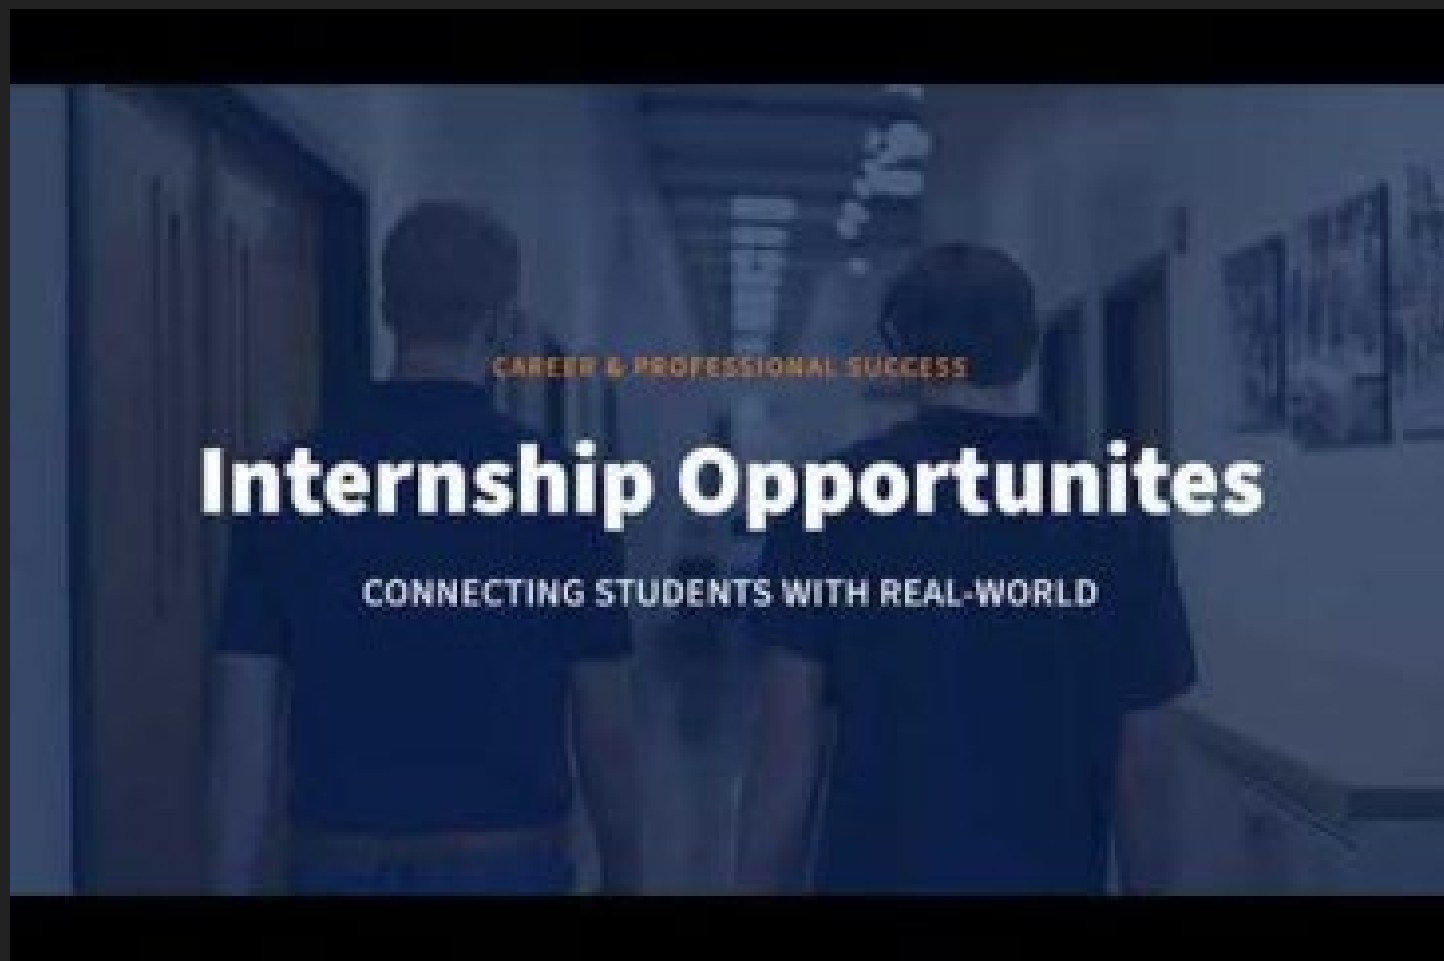 CAREER & PROFESSIONAL SUCCESS
Internship Opportunites
CONNECTING STUDENTS WITH REAL-WORLD